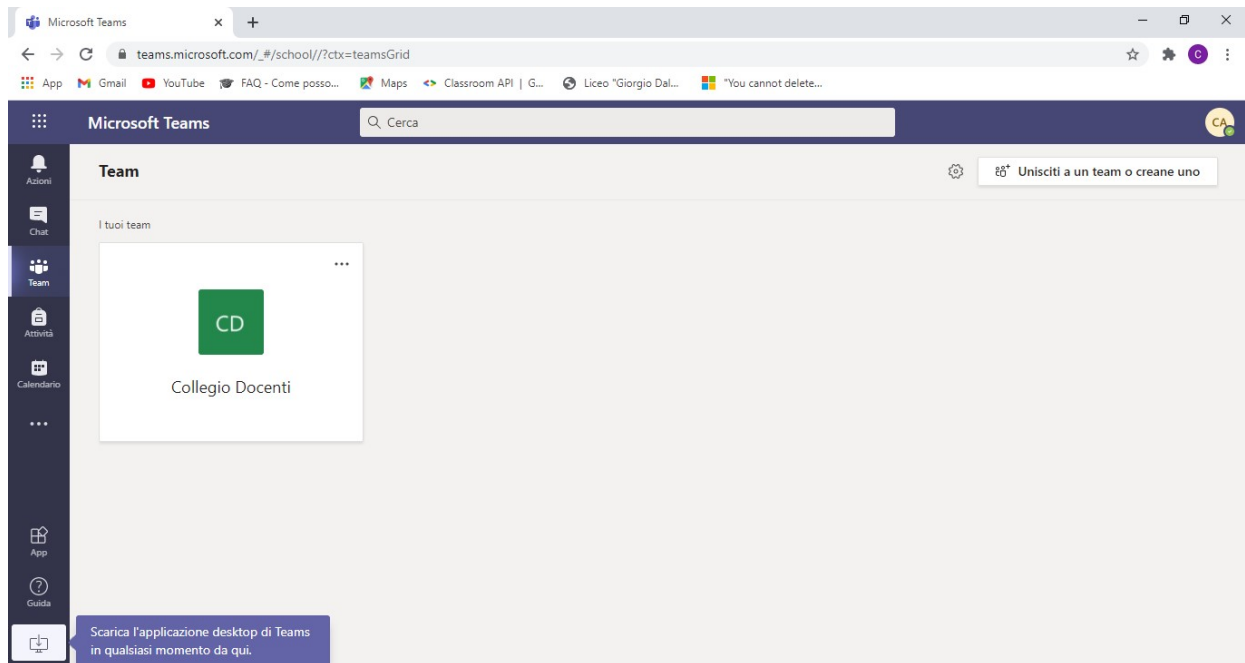 Microsoft Teams
teams.microsoft.com/_#/school//?ctx=teamsGrid
C
App Gmail YouTube FAQ - Come posso... Maps Classroom API | G... Liceo "Giorgio Dal... "You cannot delete...
Microsoft Teams
Cerca
CA
Azioni
Chat
Team
Attività
Calendario
App
Guida
Team
Unisciti a un team o creane uno
I tuoi team
CD
Collegio Docenti
Scarica l'applicazione desktop di Teams
in qualsiasi momento da qui.